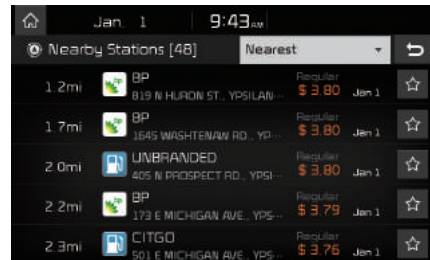 Jan. 1 9:43 AM
Nearby Stations [48] Nearest
1.2mi BP Regular
819 N HURON ST., YPSILAN··· $ 3.80 Jan 1
1.7mi BP Regular
1645 WASHTENAW RD., YP··· $ 3.80 Jan 1
2.0mi UNBRANDED Regular
405 N PROSPECT RD., YPSI··· $ 3.80 Jan 1
2.2mi BP Regular
173 E MICHIGAN AVE., YPS··· $ 3.79 Jan 1
2.3mi CITGO Regular
501 E MICHIGAN AVE., YPS··· $ 3.76 Jan 1